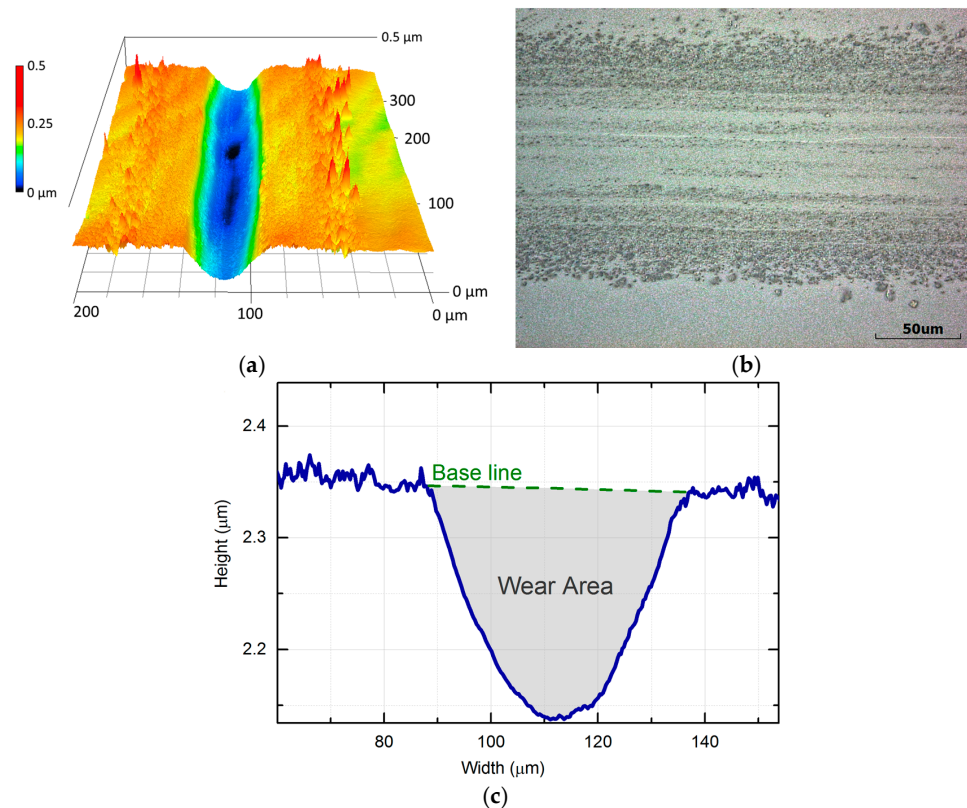 0.5 µm
0.5
0.25
0 µm
300
200
100
0 µm
200
100
0 µm
50um
(a)
(b)
2.4
2.3
2.2
Height (µm)
Base line
Wear Area
80
100
120
140
Width (µm)
(c)